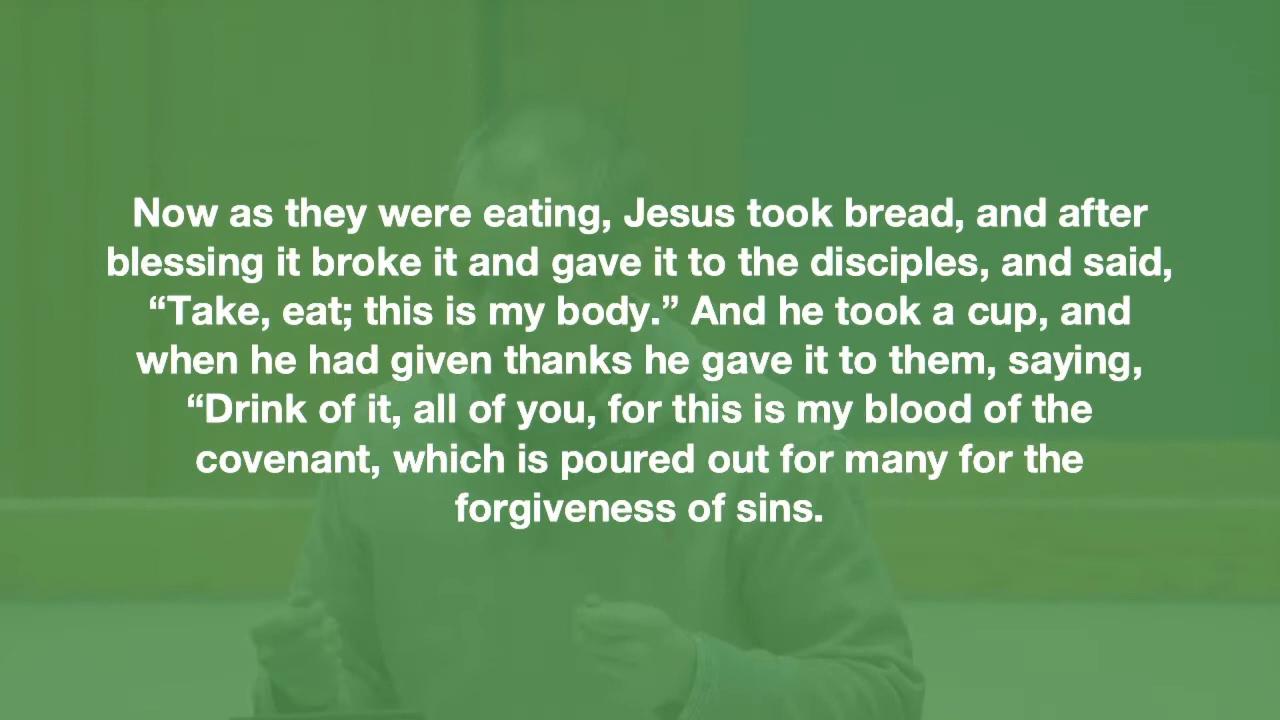 Now as they were eating, Jesus took bread, and after
blessing it broke it and gave it to the disciples, and said,
“Take, eat; this is my body.” And he took a cup, and
when he had given thanks he gave it to them, saying,
“Drink of it, all of you, for this is my blood of the
covenant, which is poured out for many for the
forgiveness of sins.